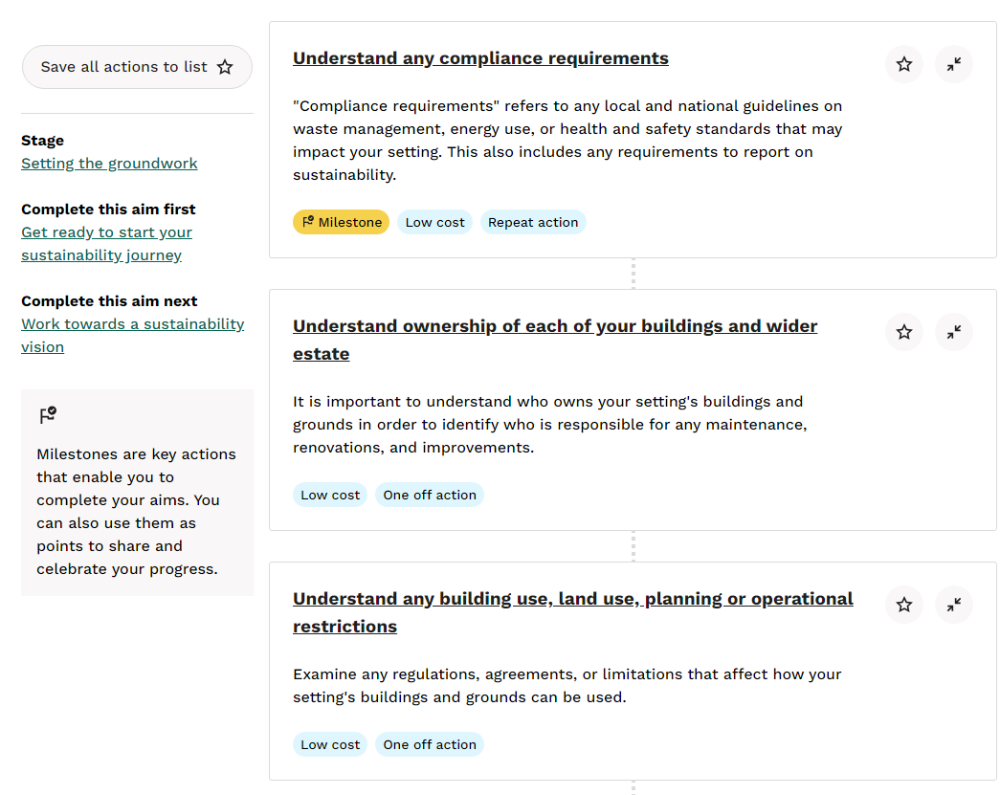 Save all actions to list
Stage
Setting the groundwork
Complete this aim first
Get ready to start your
sustainability journey
Complete this aim next
Work towards a sustainability
vision
Milestones are key actions
that enable you to
complete your aims. You
can also use them as
points to share and
celebrate your progress.
Understand any compliance requirements
"Compliance requirements" refers to any local and national guidelines on
waste management, energy use, or health and safety standards that may
impact your setting. This also includes any requirements to report on
sustainability.
Milestone Low cost Repeat action
Understand ownership of each of your buildings and wider
estate
It is important to understand who owns your setting's buildings and
grounds in order to identify who is responsible for any maintenance,
renovations, and improvements.
Low cost One off action
Understand any building use, land use, planning or operational
restrictions
Examine any regulations, agreements, or limitations that affect how your
setting's buildings and grounds can be used.
Low cost One off action